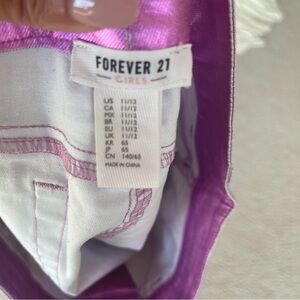 FOREVER 21
GIRLS
US 11/12
CA 11/12
MX 11/12
BR 11/12
EU 11/12
UK 11/12
KR 65
JP 65
CN 140/65
MADE IN CHINA